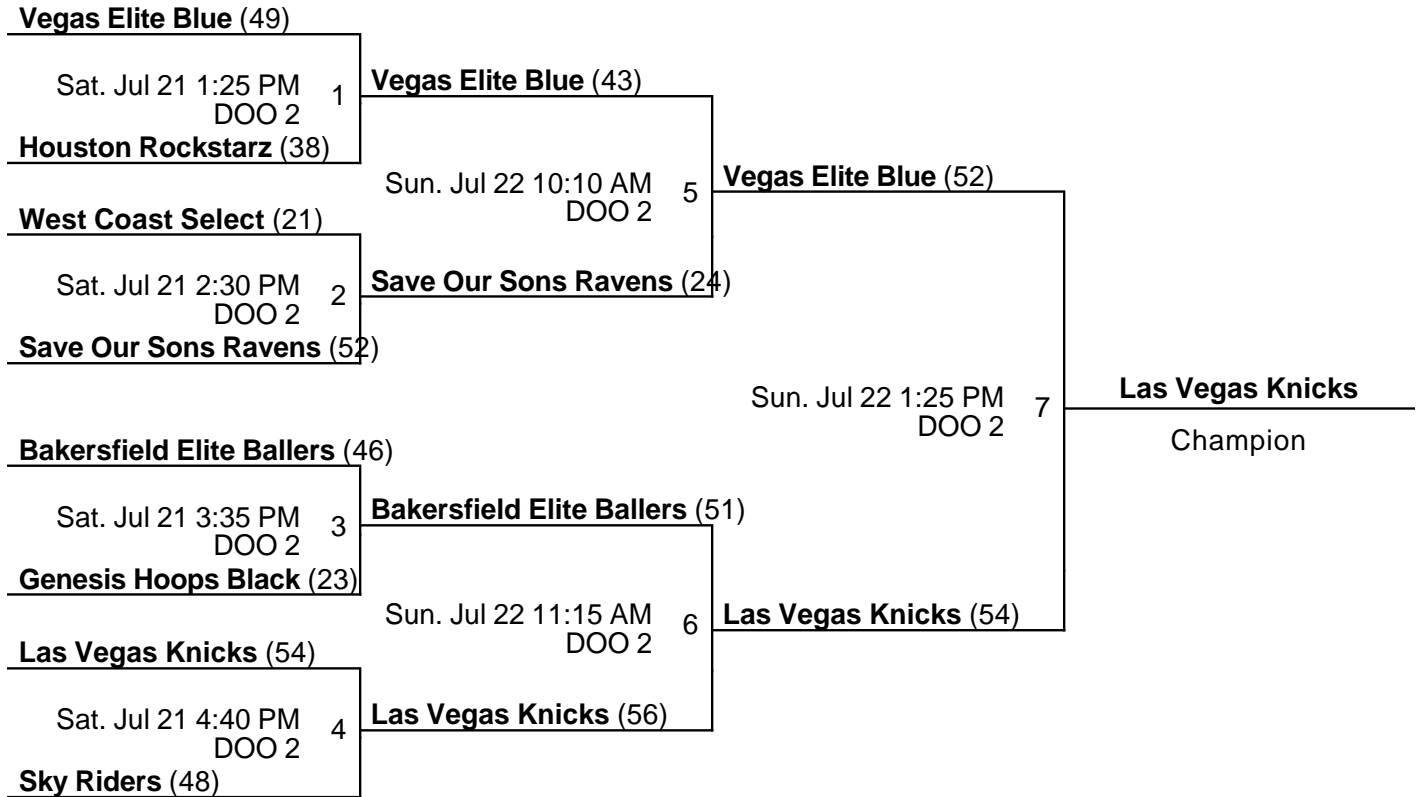 Vegas Elite Blue (49)
Sat. Jul 21 1:25 PM
DOO 2
1
Houston Rockstarz (38)
West Coast Select (21)
Sat. Jul 21 2:30 PM
DOO 2
2
Save Our Sons Ravens (52)
Bakersfield Elite Ballers (46)
Sat. Jul 21 3:35 PM
DOO 2
3
Genesis Hoops Black (23)
Las Vegas Knicks (54)
Sat. Jul 21 4:40 PM
DOO 2
4
Sky Riders (48)
Vegas Elite Blue (43)
Sun. Jul 22 10:10 AM
DOO 2
5
Save Our Sons Ravens (24)
Bakersfield Elite Ballers (51)
Sun. Jul 22 11:15 AM
DOO 2
6
Las Vegas Knicks (56)
Vegas Elite Blue (52)
Sun. Jul 22 1:25 PM
DOO 2
7
Las Vegas Knicks (54)
Las Vegas Knicks
Champion